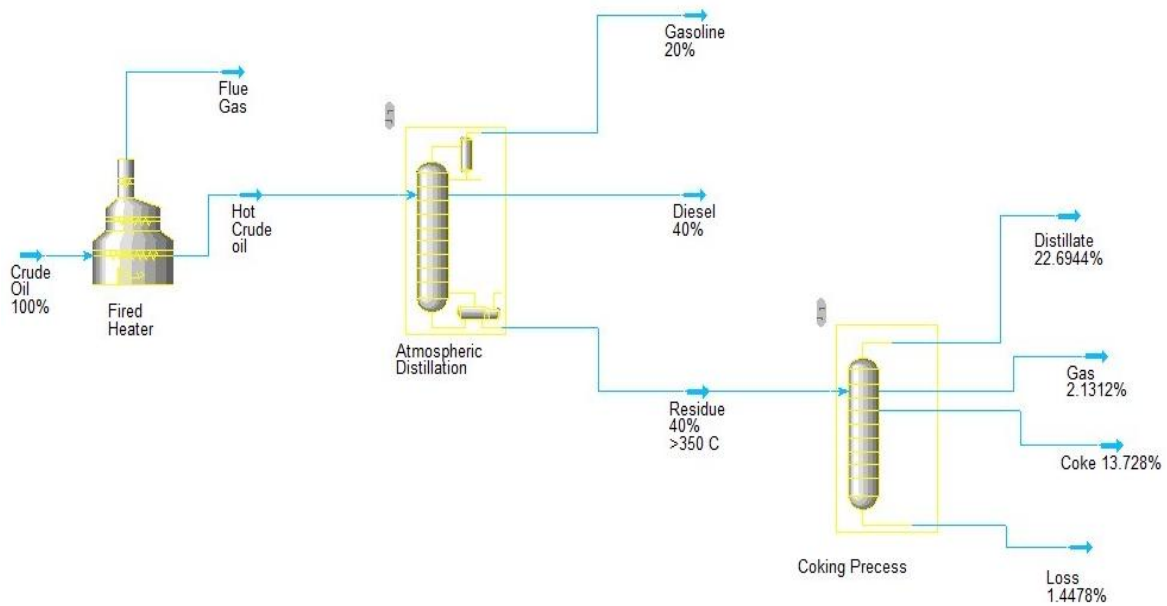 Gasoline
20%
Flue
Gas
Hot
Crude
oil
Diesel
40%
Distillate
22.6944%
Crude
Oil
100%
Fired
Heater
Atmospheric
Distillation
Gas
2.1312%
Residue
40%
>350 C
Coke 13.728%
Coking Precess
Loss
1.4478%